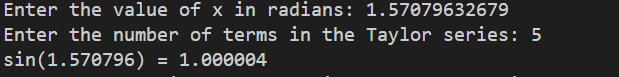 Enter the value of x in radians: 1.57079632679
Enter the number of terms in the Taylor series: 5
sin(1.570796) = 1.000004